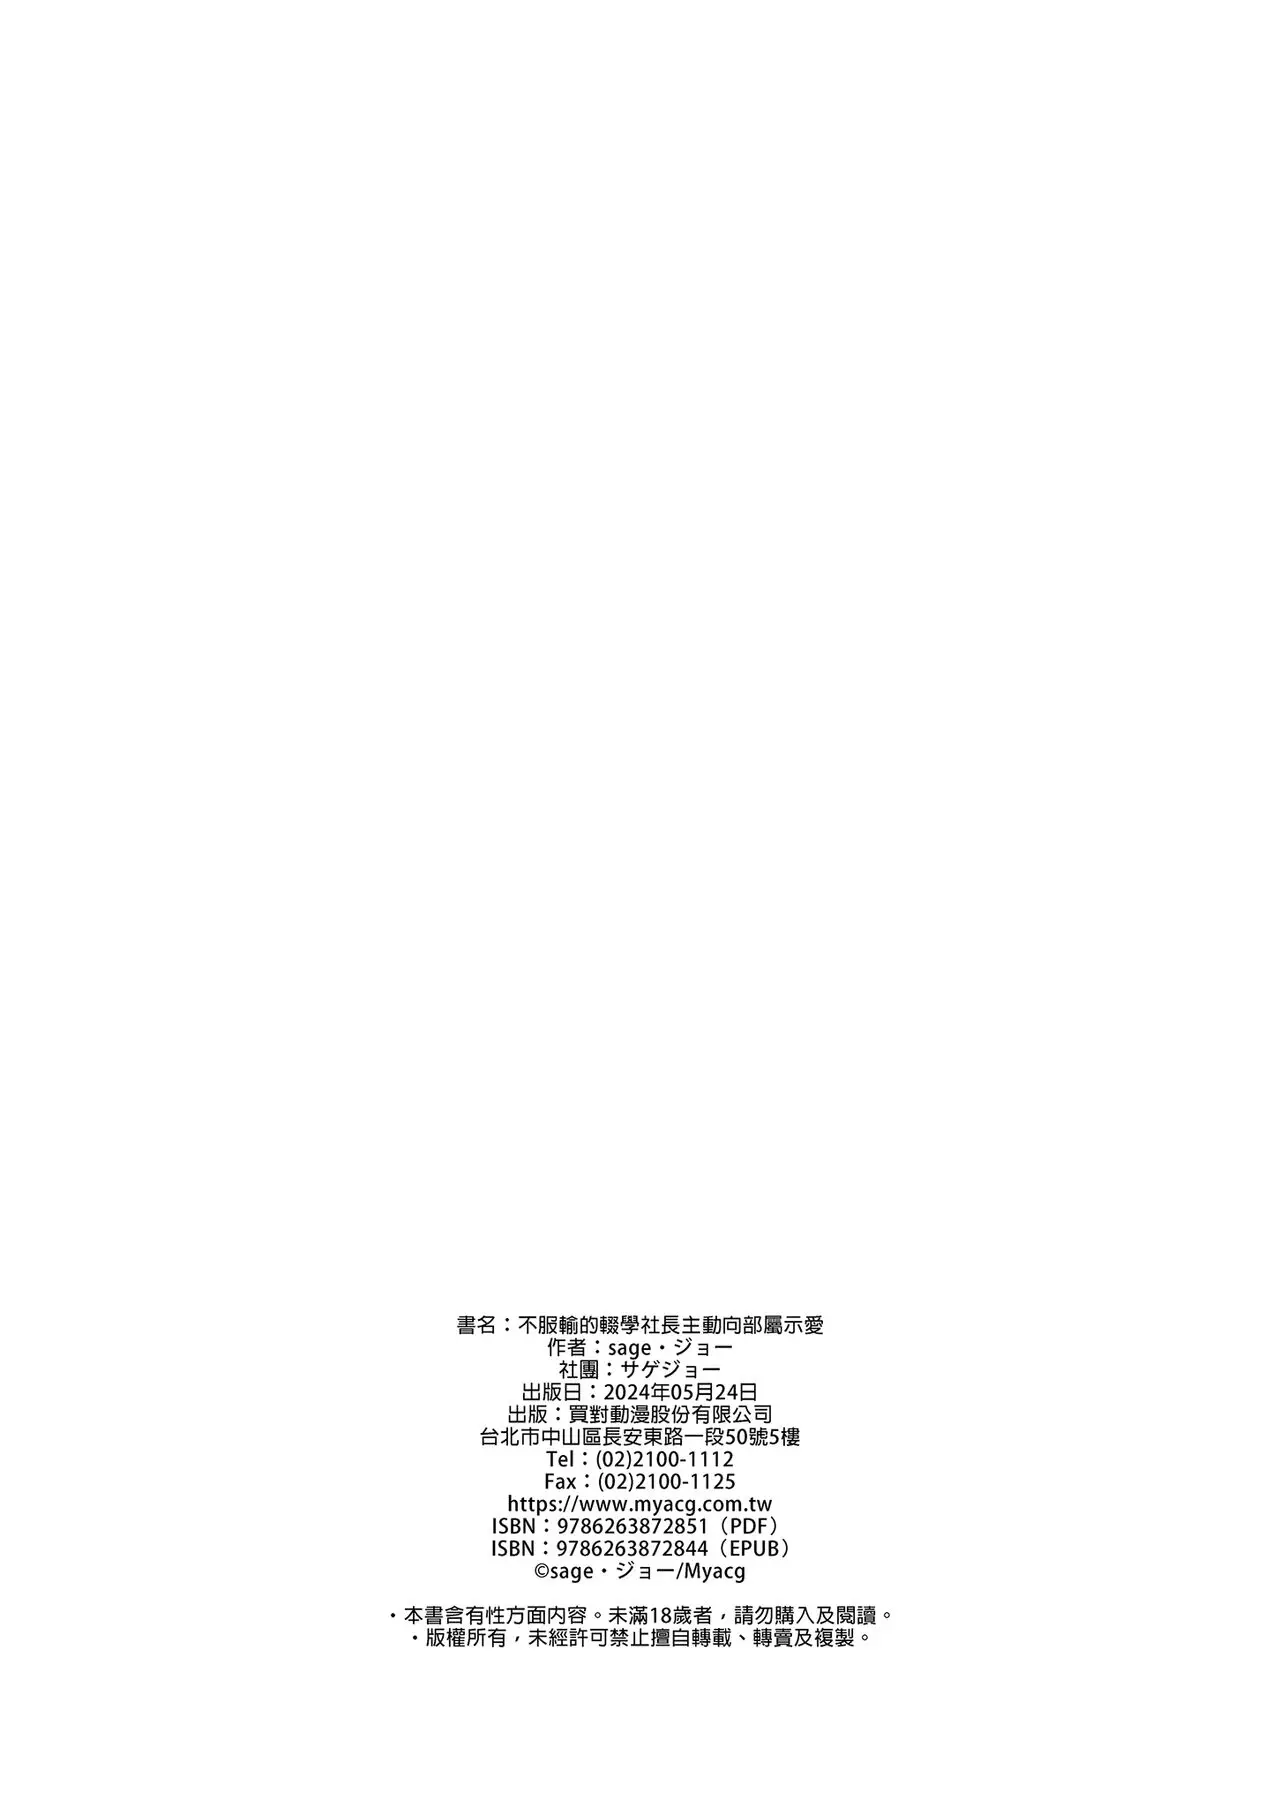 書名：不服輸的輟學社長主動向部屬示愛
作者：sage・ジョー
社團：サゲジョー
出版日：2024年05月24日
出版：買對動漫股份有限公司
台北市中山區長安東路一段50號5樓
Tel：(02)2100-1112
Fax：(02)2100-1125
https://www.myacg.com.tw
ISBN：9786263872851（PDF）
ISBN：9786263872844（EPUB）
©sage・ジョー/Myacg
・本書含有性方面內容。未滿18歲者，請勿購入及閱讀。
・版權所有，未經許可禁止擅自轉載、轉賣及複製。